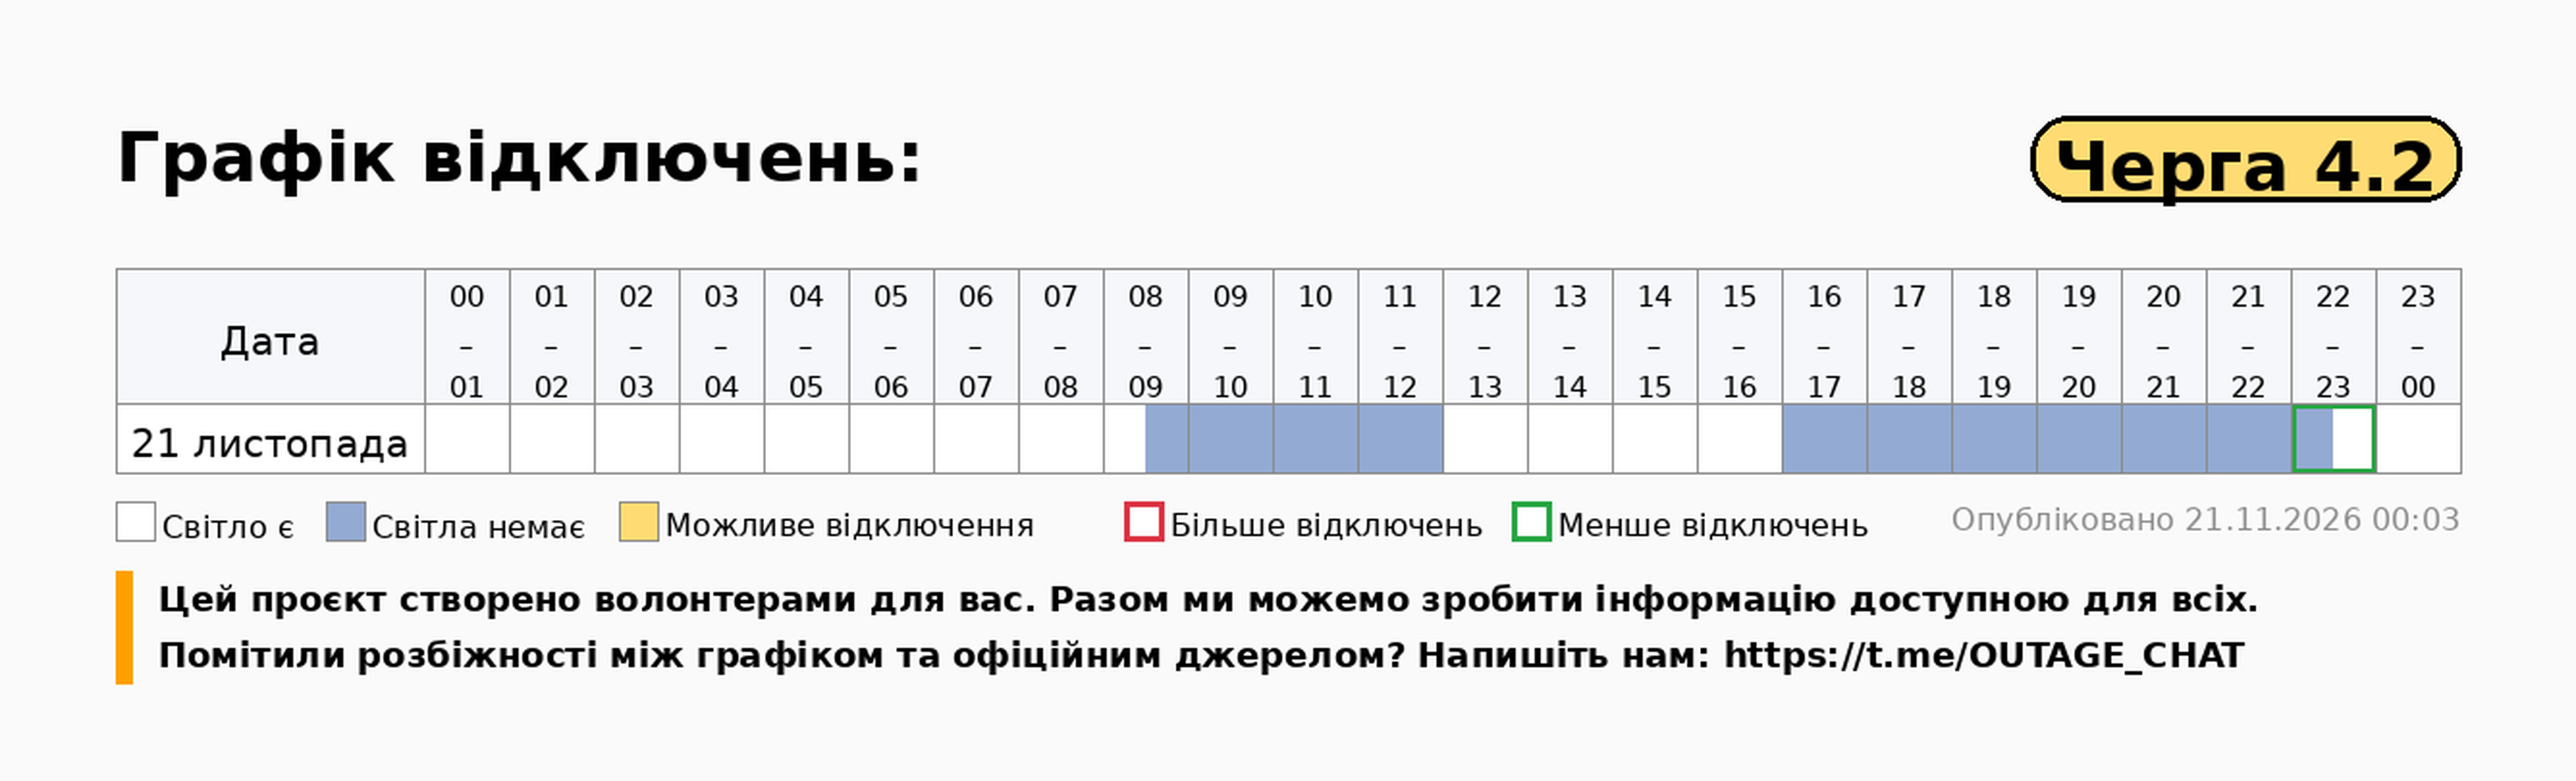 Графік відключень:
Черга 4.2
Дата
00 – 01
01 – 02
02 – 03
03 – 04
04 – 05
05 – 06
06 – 07
07 – 08
08 – 09
09 – 10
10 – 11
11 – 12
12 – 13
13 – 14
14 – 15
15 – 16
16 – 17
17 – 18
18 – 19
19 – 20
20 – 21
21 – 22
22 – 23
23 – 00
21 листопада
Світло є
Світла немає
Можливе відключення
Більше відключень
Менше відключень
Опубліковано 21.11.2026 00:03
Цей проєкт створено волонтерами для вас. Разом ми можемо зробити інформацію доступною для всіх.
Помітили розбіжності між графіком та офіційним джерелом? Напишіть нам: https://t.me/OUTAGE_CHAT